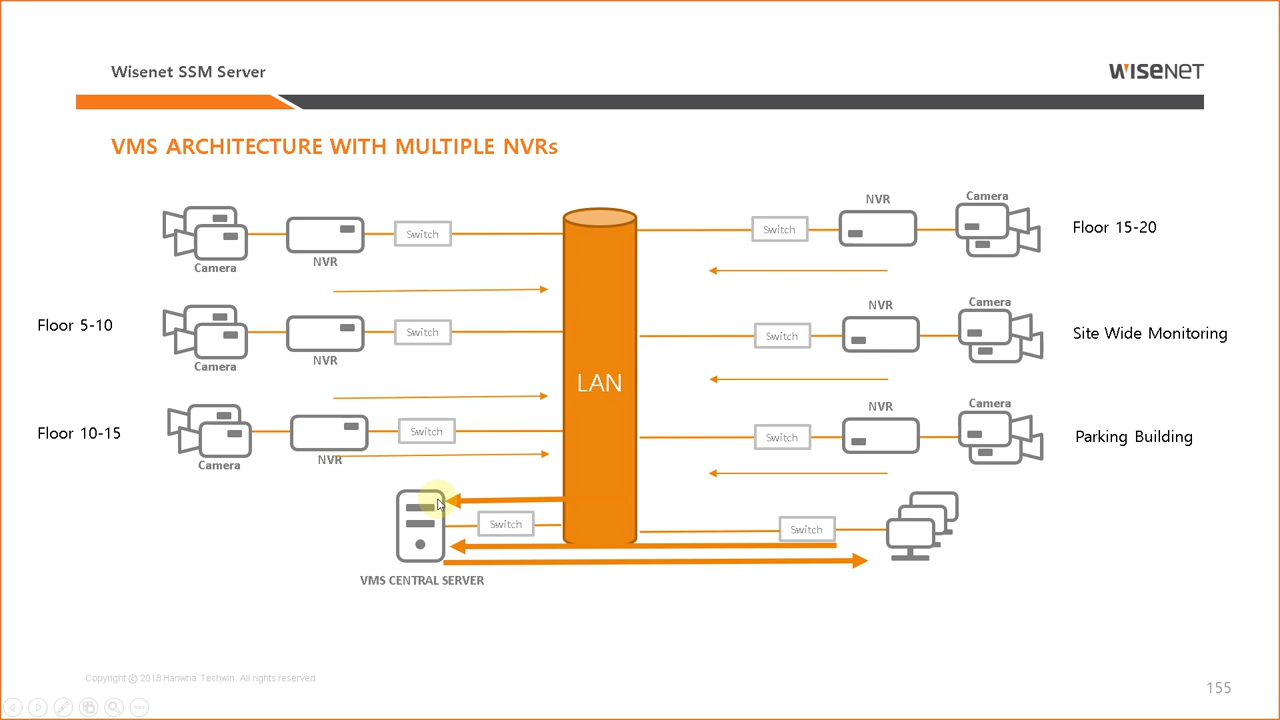 Wisenet SSM Server
WISENET
VMS ARCHITECTURE WITH MULTIPLE NVRs
Camera
NVR
Switch
NVR
Camera
Switch
Floor 15-20
Floor 5-10
Camera
NVR
Switch
NVR
Camera
Switch
Site Wide Monitoring
LAN
Floor 10-15
Camera
NVR
Switch
NVR
Camera
Switch
Parking Building
Switch
Switch
VMS CENTRAL SERVER
Copyright ⓒ 2018 Hanwha Techwin. All rights reserved
155